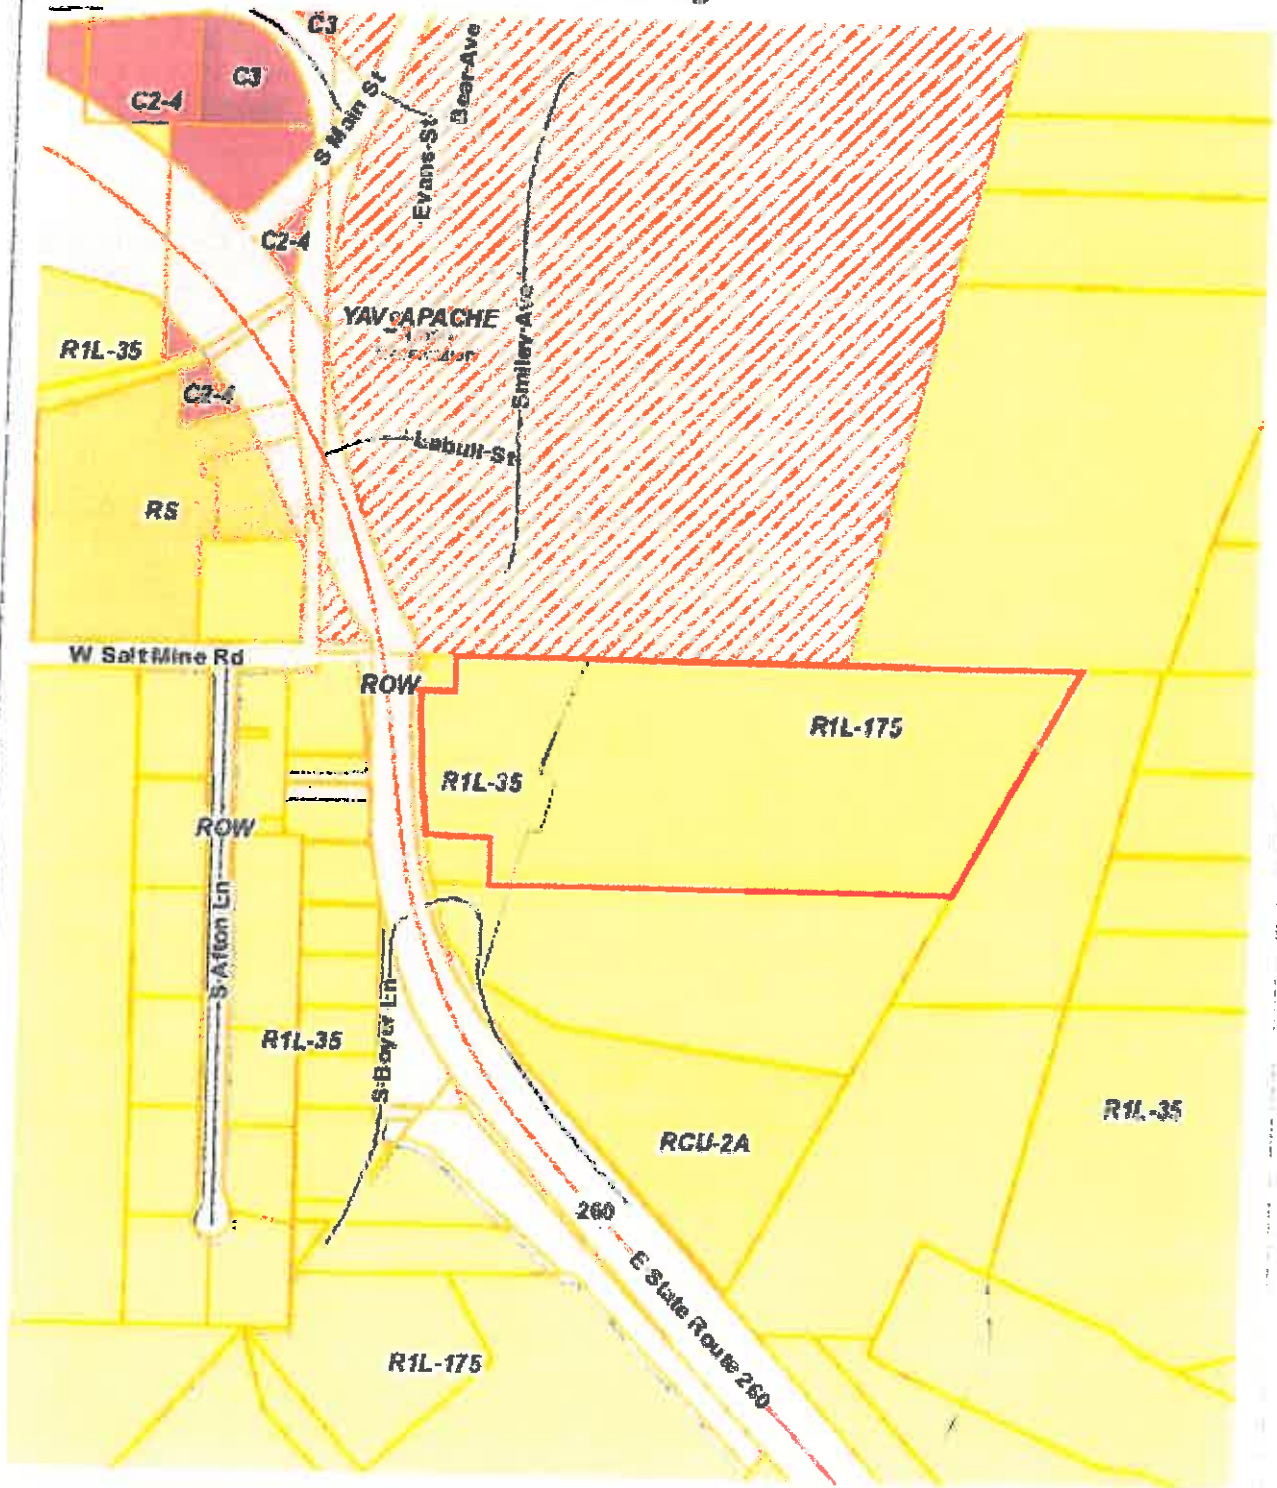 C3
C3
C2-4
S Main St
Bear Ave
Evans St
C2-4
YAV-APACHE
Smiley Ave
R1L-35
C2-4
Labull St
RS
W Salt Mine Rd
ROW
R1L-175
R1L-35
ROW
S Afton Ln
S Boyer Ln
R1L-35
R1L-35
RCU-2A
260
E State Route 260
R1L-175